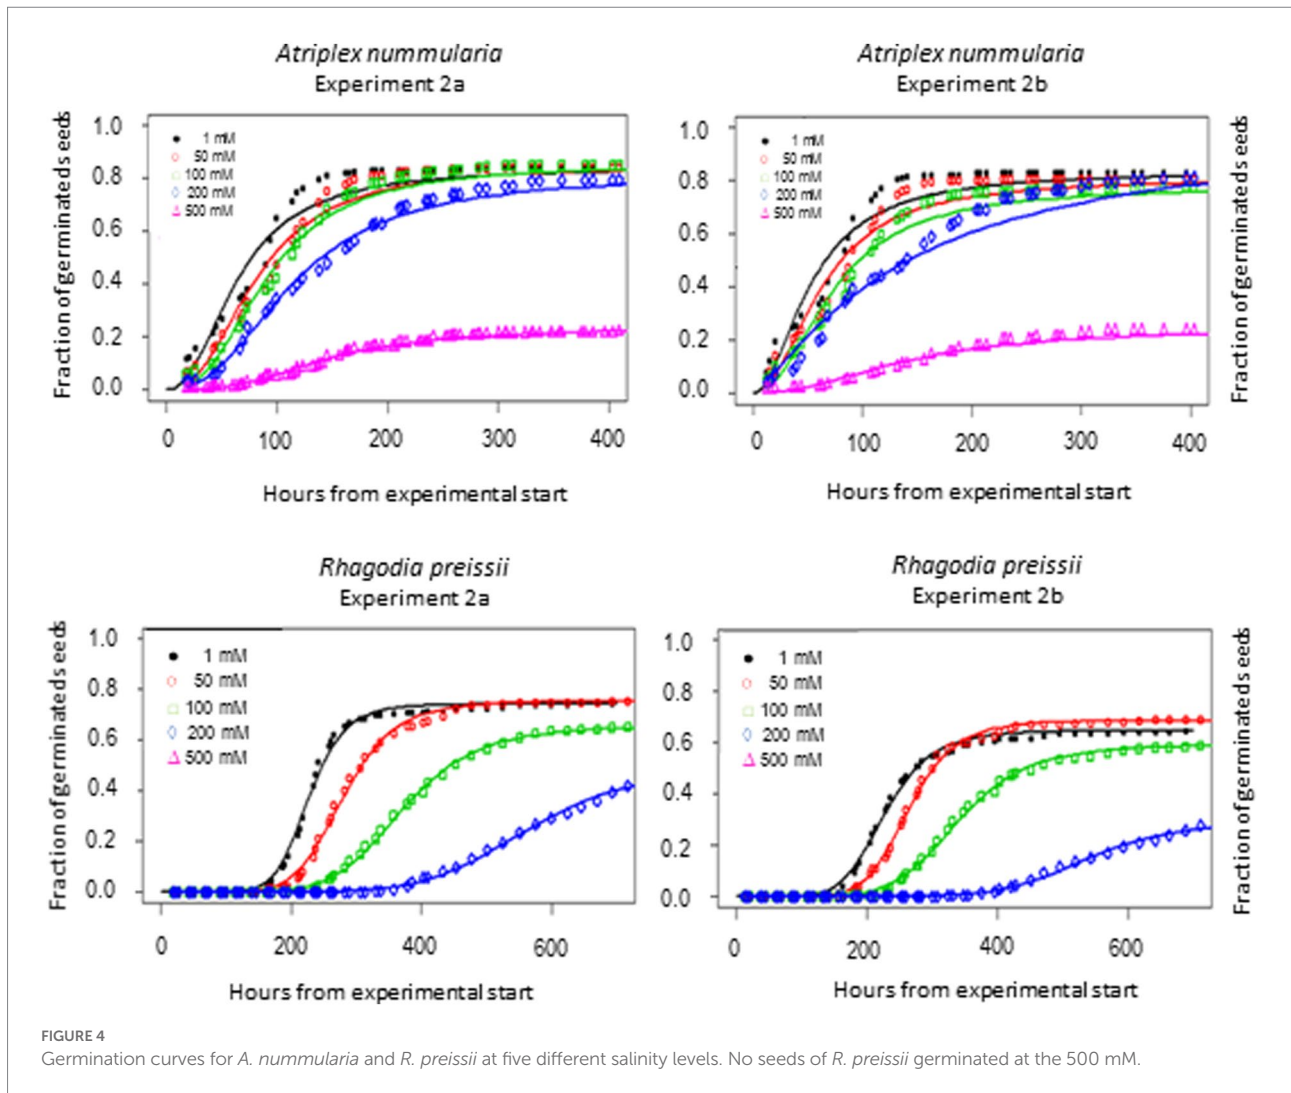 Atriplex nummularia
Experiment 2a
Fraction of germinated seeds
1.0
0.8
0.6
0.4
0.2
0.0
1 mM
50 mM
100 mM
200 mM
500 mM
0 100 200 300 400
Hours from experimental start
Atriplex nummularia
Experiment 2b
1.0
0.8
0.6
0.4
0.2
0.0
1 mM
50 mM
100 mM
200 mM
500 mM
0 100 200 300 400
Hours from experimental start
Fraction of germinated seeds
Rhagodia preissii
Experiment 2a
Fraction of germinated seeds
1.0
0.8
0.6
0.4
0.2
0.0
1 mM
50 mM
100 mM
200 mM
500 mM
0 200 400 600
Hours from experimental start
Rhagodia preissii
Experiment 2b
1.0
0.8
0.6
0.4
0.2
0.0
1 mM
50 mM
100 mM
200 mM
500 mM
0 200 400 600
Hours from experimental start
Fraction of germinated seeds
FIGURE 4
Germination curves for A. nummularia and R. preissii at five different salinity levels. No seeds of R. preissii germinated at the 500 mM.